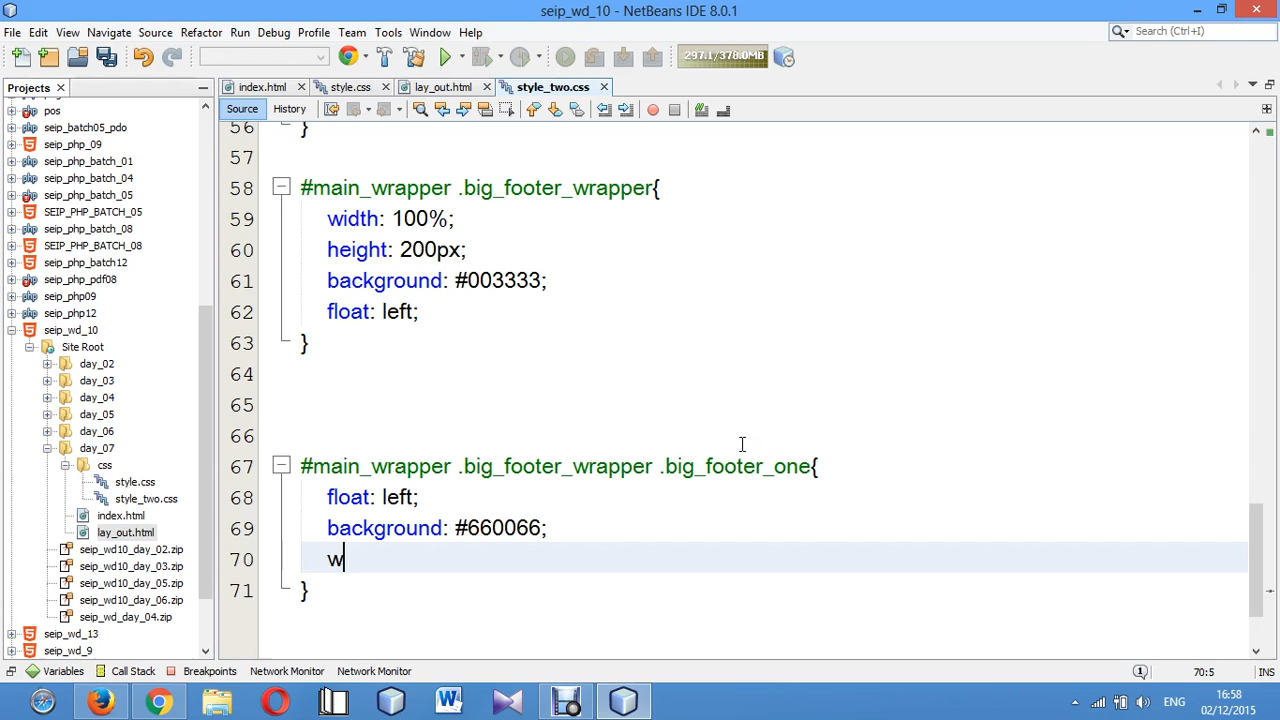 seip_wd_10 - NetBeans IDE 8.0.1
File Edit View Navigate Source Refactor Run Debug Profile Team Tools Window Help
Search (Ctrl+I)
297.1/378.0MB
Projects
index.html style.css lay_out.html style_two.css
Source History
pos
seip_batch05_pdo
seip_php_09
seip_php_batch_01
seip_php_batch_04
seip_php_batch_05
SEIP_PHP_BATCH_05
seip_php_batch_08
SEIP_PHP_BATCH_08
seip_php_batch12
seip_php_pdf08
seip_php09
seip_php12
seip_wd_10
Site Root
day_02
day_03
day_04
day_05
day_06
day_07
css
style.css
style_two.css
index.html
lay_out.html
seip_wd10_day_02.zip
seip_wd10_day_03.zip
seip_wd10_day_05.zip
seip_wd10_day_06.zip
seip_wd_day_04.zip
seip_wd_13
seip_wd_9
56 }
57
58 #main_wrapper .big_footer_wrapper{
59 width: 100%;
60 height: 200px;
61 background: #003333;
62 float: left;
63 }
64
65
66
67 #main_wrapper .big_footer_wrapper .big_footer_one{
68 float: left;
69 background: #660066;
70 w
71 }
Variables Call Stack Breakpoints Network Monitor Network Monitor
1 70:5 INS
ENG
16:58
02/12/2015